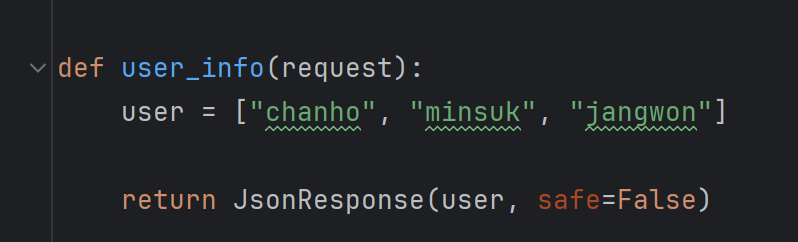 def user_info(request):
    user = ["chanho", "minsuk", "jangwon"]
    return JsonResponse(user, safe=False)